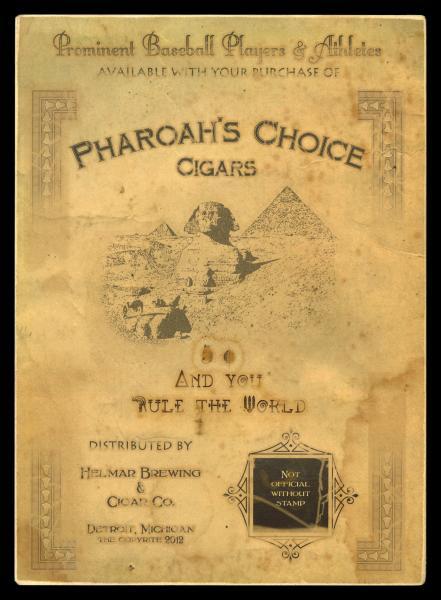 Prominent Baseball Players & Athletes
AVAILABLE WITH YOUR PURCHASE OF
PHAROAH'S CHOICE
CIGARS
AND YOU
RULE THE WORLD
DISTRIBUTED BY
HELMAR BREWING
&
CIGAR CO.
DETROIT, MICHIGAN
THE COPYRITE 2012
NOT
OFFICIAL
WITHOUT
STAMP